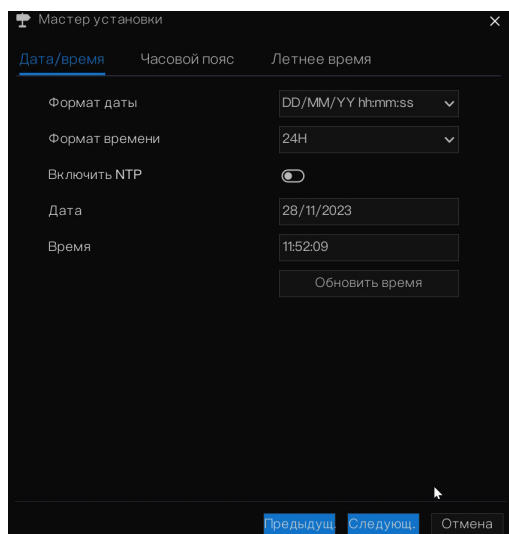 Мастер установки
Дата/время Часовой пояс Летнее время
Формат даты DD/MM/YY hh:mm:ss
Формат времени 24H
Включить NTP
Дата 28/11/2023
Время 11:52:09
Обновить время
Предыдущ. Следующ. Отмена